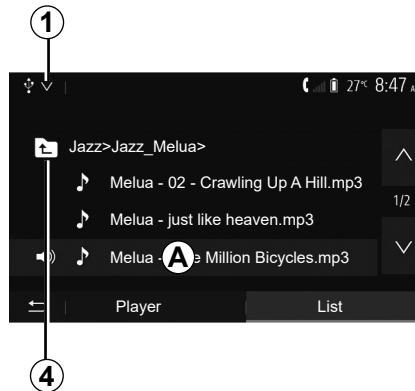 1
27°C 8:47
Jazz>Jazz_Melua>
Melua - 02 - Crawling Up A Hill.mp3
Melua - just like heaven.mp3
1/2
Melua - A e Million Bicycles.mp3
Player List
4